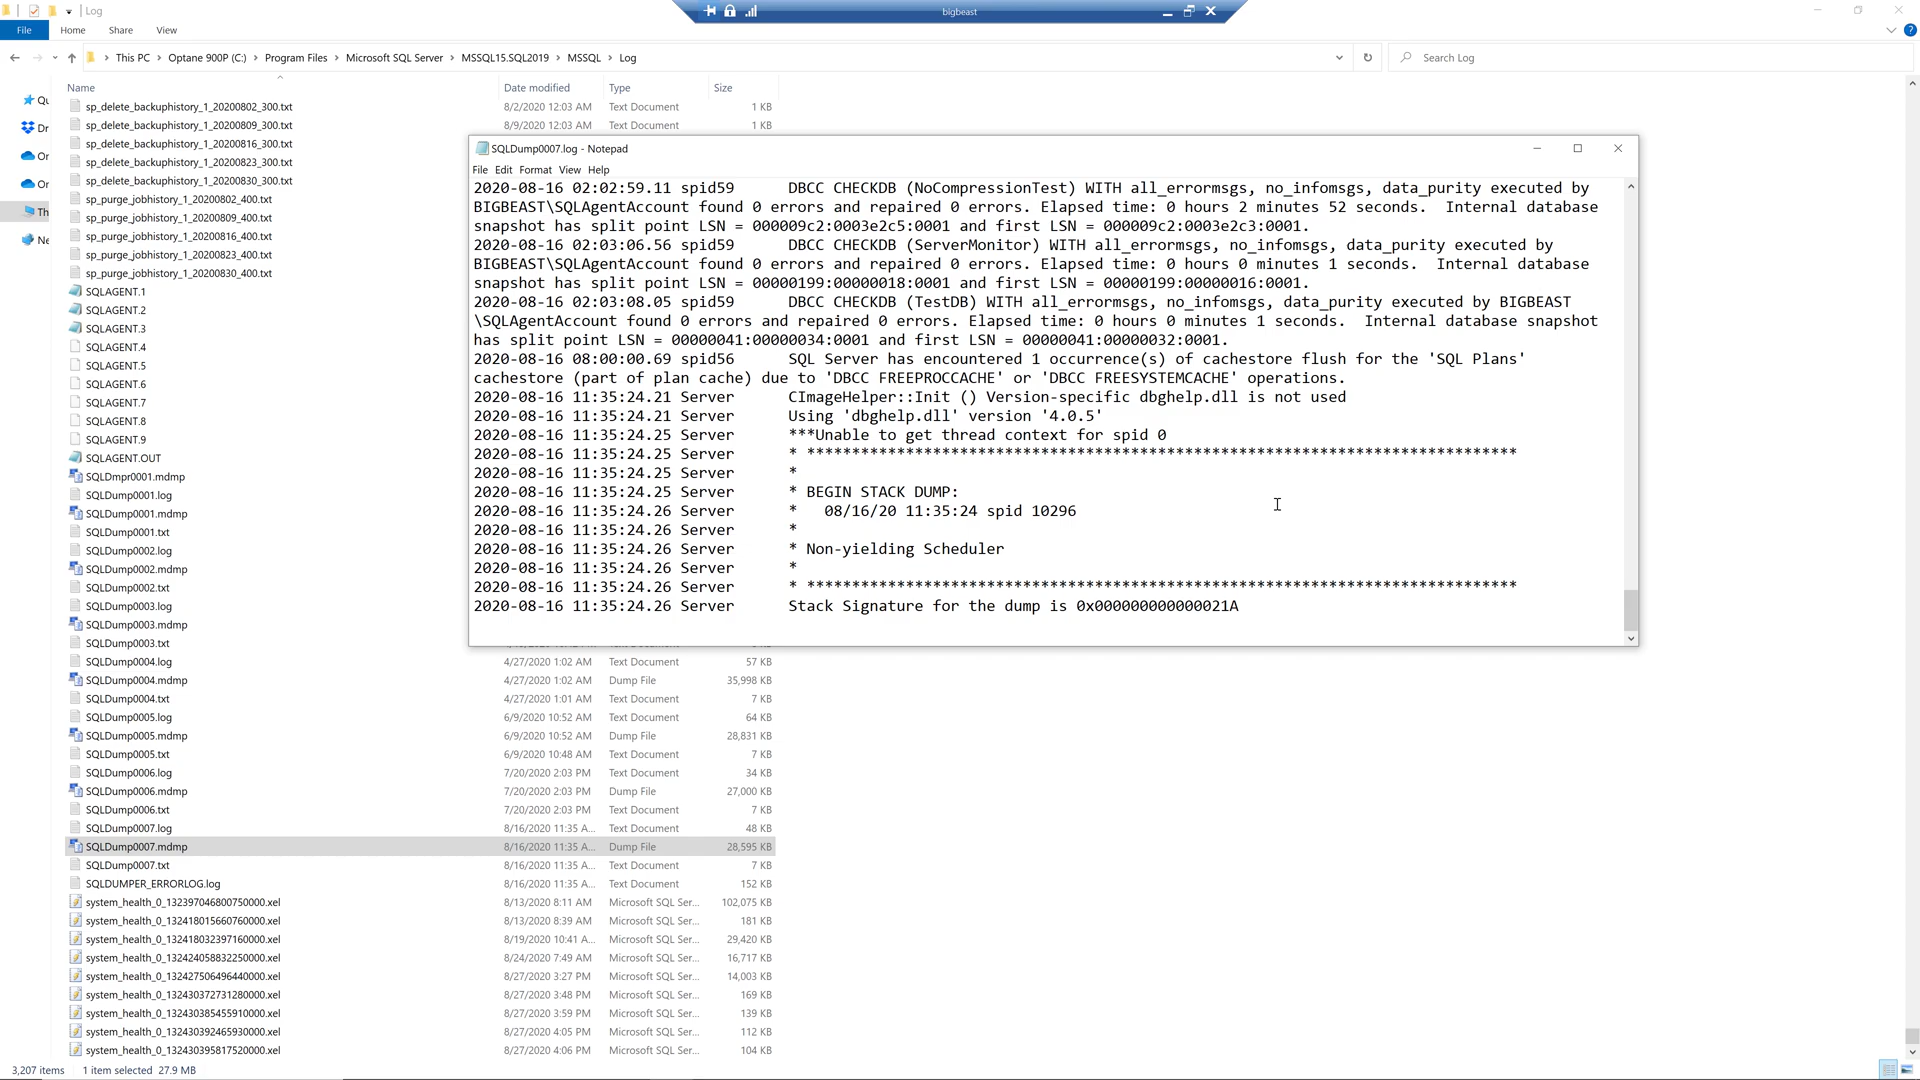 Log
bigbeast
File Home Share View
This PC > Optane 900P (C:) > Program Files > Microsoft SQL Server > MSSQL15.SQL2019 > MSSQL > Log
Search Log
Name Date modified Type Size
Qu
Dr
Or
Or
Th
Ne
sp_delete_backuphistory_1_20200802_300.txt 8/2/2020 12:03 AM Text Document 1 KB
sp_delete_backuphistory_1_20200809_300.txt 8/9/2020 12:03 AM Text Document 1 KB
sp_delete_backuphistory_1_20200816_300.txt
sp_delete_backuphistory_1_20200823_300.txt
sp_delete_backuphistory_1_20200830_300.txt
sp_purge_jobhistory_1_20200802_400.txt
sp_purge_jobhistory_1_20200809_400.txt
sp_purge_jobhistory_1_20200816_400.txt
sp_purge_jobhistory_1_20200823_400.txt
sp_purge_jobhistory_1_20200830_400.txt
SQLAGENT.1
SQLAGENT.2
SQLAGENT.3
SQLAGENT.4
SQLAGENT.5
SQLAGENT.6
SQLAGENT.7
SQLAGENT.8
SQLAGENT.9
SQLAGENT.OUT
SQLDmpr0001.mdmp
SQLDump0001.log
SQLDump0001.mdmp
SQLDump0001.txt
SQLDump0002.log
SQLDump0002.mdmp
SQLDump0002.txt
SQLDump0003.log
SQLDump0003.mdmp
SQLDump0003.txt
SQLDump0004.log 4/27/2020 1:02 AM Text Document 57 KB
SQLDump0004.mdmp 4/27/2020 1:02 AM Dump File 35,998 KB
SQLDump0004.txt 4/27/2020 1:01 AM Text Document 7 KB
SQLDump0005.log 6/9/2020 10:52 AM Text Document 64 KB
SQLDump0005.mdmp 6/9/2020 10:52 AM Dump File 28,831 KB
SQLDump0005.txt 6/9/2020 10:48 AM Text Document 7 KB
SQLDump0006.log 7/20/2020 2:03 PM Text Document 34 KB
SQLDump0006.mdmp 7/20/2020 2:03 PM Dump File 27,000 KB
SQLDump0006.txt 7/20/2020 2:03 PM Text Document 7 KB
SQLDump0007.log 8/16/2020 11:35 A... Text Document 48 KB
SQLDump0007.mdmp 8/16/2020 11:35 A... Dump File 28,595 KB
SQLDump0007.txt 8/16/2020 11:35 A... Text Document 7 KB
SQLDUMPER_ERRORLOG.log 8/16/2020 11:35 A... Text Document 152 KB
system_health_0_132397046800750000.xel 8/13/2020 8:11 AM Microsoft SQL Ser... 102,075 KB
system_health_0_132418015660760000.xel 8/13/2020 8:39 AM Microsoft SQL Ser... 181 KB
system_health_0_132418032397160000.xel 8/19/2020 10:41 A... Microsoft SQL Ser... 29,420 KB
system_health_0_132424058832250000.xel 8/24/2020 7:49 AM Microsoft SQL Ser... 16,717 KB
system_health_0_132427506496440000.xel 8/27/2020 3:27 PM Microsoft SQL Ser... 14,003 KB
system_health_0_132430372731280000.xel 8/27/2020 3:48 PM Microsoft SQL Ser... 169 KB
system_health_0_132430385455910000.xel 8/27/2020 3:59 PM Microsoft SQL Ser... 139 KB
system_health_0_132430392465930000.xel 8/27/2020 4:05 PM Microsoft SQL Ser... 112 KB
system_health_0_132430395817520000.xel 8/27/2020 4:06 PM Microsoft SQL Ser... 104 KB
3,207 items 1 item selected 27.9 MB
SQLDump0007.log - Notepad
File Edit Format View Help
2020-08-16 02:02:59.11 spid59 DBCC CHECKDB (NoCompressionTest) WITH all_errormsgs, no_infomsgs, data_purity executed by
BIGBEAST\SQLAgentAccount found 0 errors and repaired 0 errors. Elapsed time: 0 hours 2 minutes 52 seconds. Internal database
snapshot has split point LSN = 000009c2:0003e2c5:0001 and first LSN = 000009c2:0003e2c3:0001.
2020-08-16 02:03:06.56 spid59 DBCC CHECKDB (ServerMonitor) WITH all_errormsgs, no_infomsgs, data_purity executed by
BIGBEAST\SQLAgentAccount found 0 errors and repaired 0 errors. Elapsed time: 0 hours 0 minutes 1 seconds. Internal database
snapshot has split point LSN = 00000199:00000018:0001 and first LSN = 00000199:00000016:0001.
2020-08-16 02:03:08.05 spid59 DBCC CHECKDB (TestDB) WITH all_errormsgs, no_infomsgs, data_purity executed by BIGBEAST
\SQLAgentAccount found 0 errors and repaired 0 errors. Elapsed time: 0 hours 0 minutes 1 seconds. Internal database snapshot
has split point LSN = 00000041:00000034:0001 and first LSN = 00000041:00000032:0001.
2020-08-16 08:00:00.69 spid56 SQL Server has encountered 1 occurrence(s) of cachestore flush for the 'SQL Plans'
cachestore (part of plan cache) due to 'DBCC FREEPROCCACHE' or 'DBCC FREESYSTEMCACHE' operations.
2020-08-16 11:35:24.21 Server CImageHelper::Init () Version-specific dbghelp.dll is not used
2020-08-16 11:35:24.21 Server Using 'dbghelp.dll' version '4.0.5'
2020-08-16 11:35:24.25 Server ***Unable to get thread context for spid 0
2020-08-16 11:35:24.25 Server * *******************************************************************************
2020-08-16 11:35:24.25 Server *
2020-08-16 11:35:24.25 Server * BEGIN STACK DUMP:
2020-08-16 11:35:24.26 Server * 08/16/20 11:35:24 spid 10296
2020-08-16 11:35:24.26 Server *
2020-08-16 11:35:24.26 Server * Non-yielding Scheduler
2020-08-16 11:35:24.26 Server *
2020-08-16 11:35:24.26 Server * *******************************************************************************
2020-08-16 11:35:24.26 Server Stack Signature for the dump is 0x000000000000021A